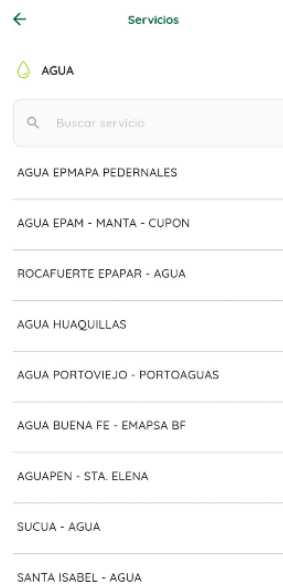 Servicios
AGUA
Buscar servicio
AGUA EPMAPA PEDERNALES
AGUA EPAM - MANTA - CUPON
ROCAFUERTE EPAPAR - AGUA
AGUA HUAQUILLAS
AGUA PORTOVIEJO - PORTOAGUAS
AGUA BUENA FE - EMAPSA BF
AGUAPEN - STA. ELENA
SUCUA - AGUA
SANTA ISABEL - AGUA